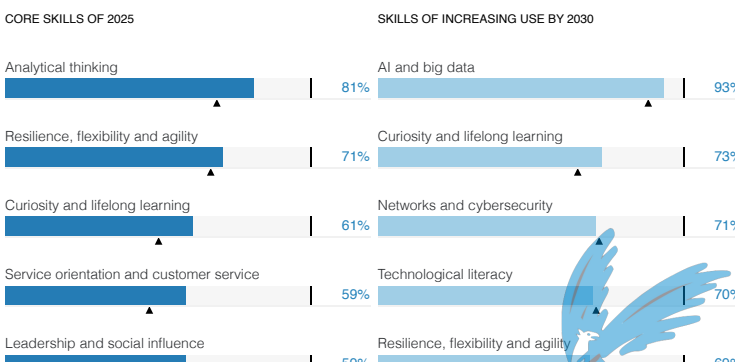 CORE SKILLS OF 2025
Analytical thinking
81%
Resilience, flexibility and agility
71%
Curiosity and lifelong learning
61%
Service orientation and customer service
59%
Leadership and social influence
SKILLS OF INCREASING USE BY 2030
AI and big data
93%
Curiosity and lifelong learning
73%
Networks and cybersecurity
71%
Technological literacy
70%
Resilience, flexibility and agility